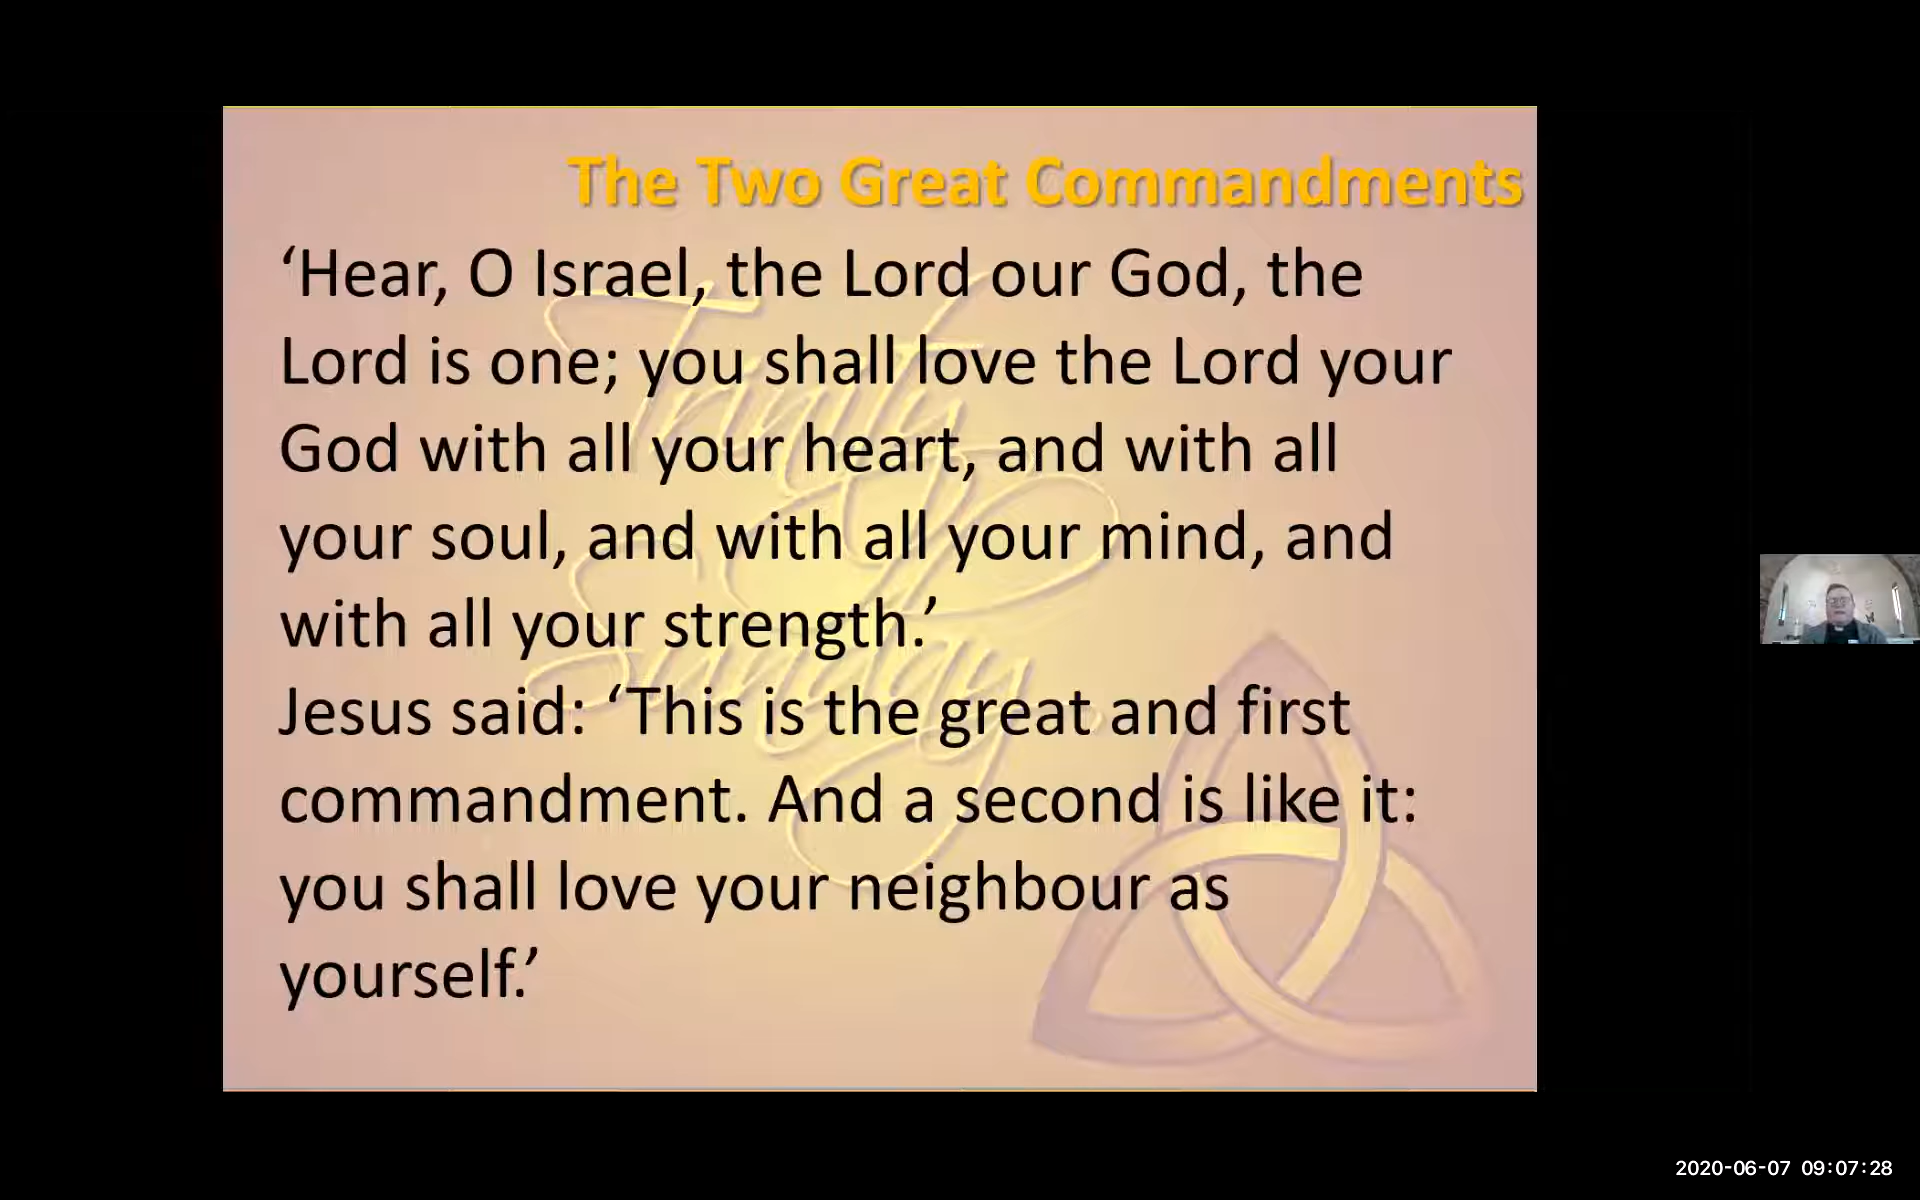 The Two Great Commandments
‘Hear, O Israel, the Lord our God, the
Lord is one; you shall love the Lord your
God with all your heart, and with all
your soul, and with all your mind, and
with all your strength.’
Jesus said: ‘This is the great and first
commandment. And a second is like it:
you shall love your neighbour as
yourself.’
Trinity
Sunday
2020-06-07 09:07:28